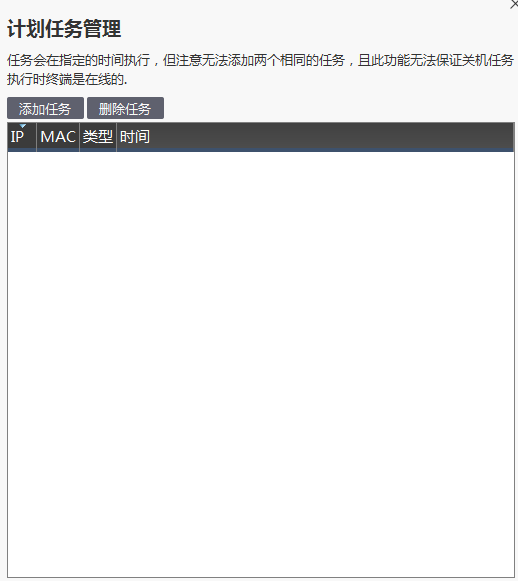 计划任务管理
任务会在指定的时间执行，但注意无法添加两个相同的任务，且此功能无法保证关机任务
执行时终端是在线的.
添加任务 删除任务
IP MAC 类型 时间